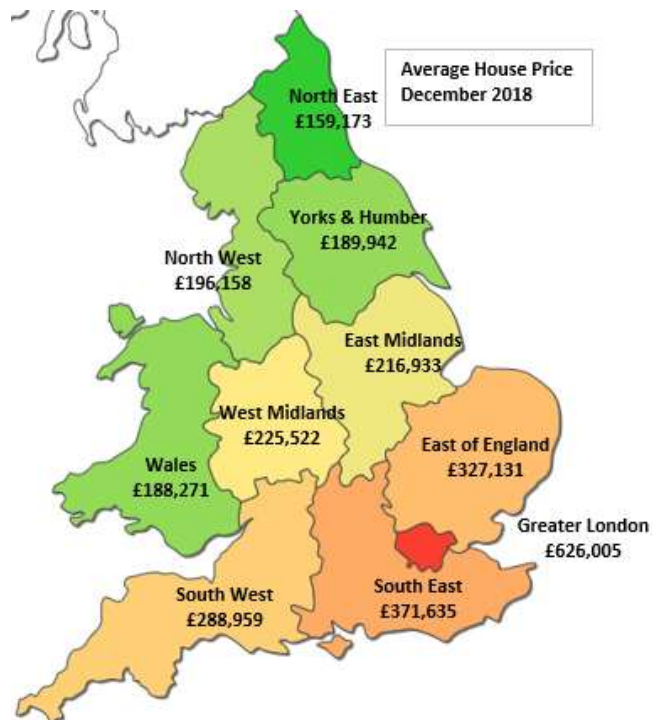 Average House Price
December 2018
North East
£159,173
Yorks & Humber
£189,942
North West
£196,158
East Midlands
£216,933
West Midlands
£225,522
East of England
£327,131
Wales
£188,271
Greater London
£626,005
South West
£288,959
South East
£371,635